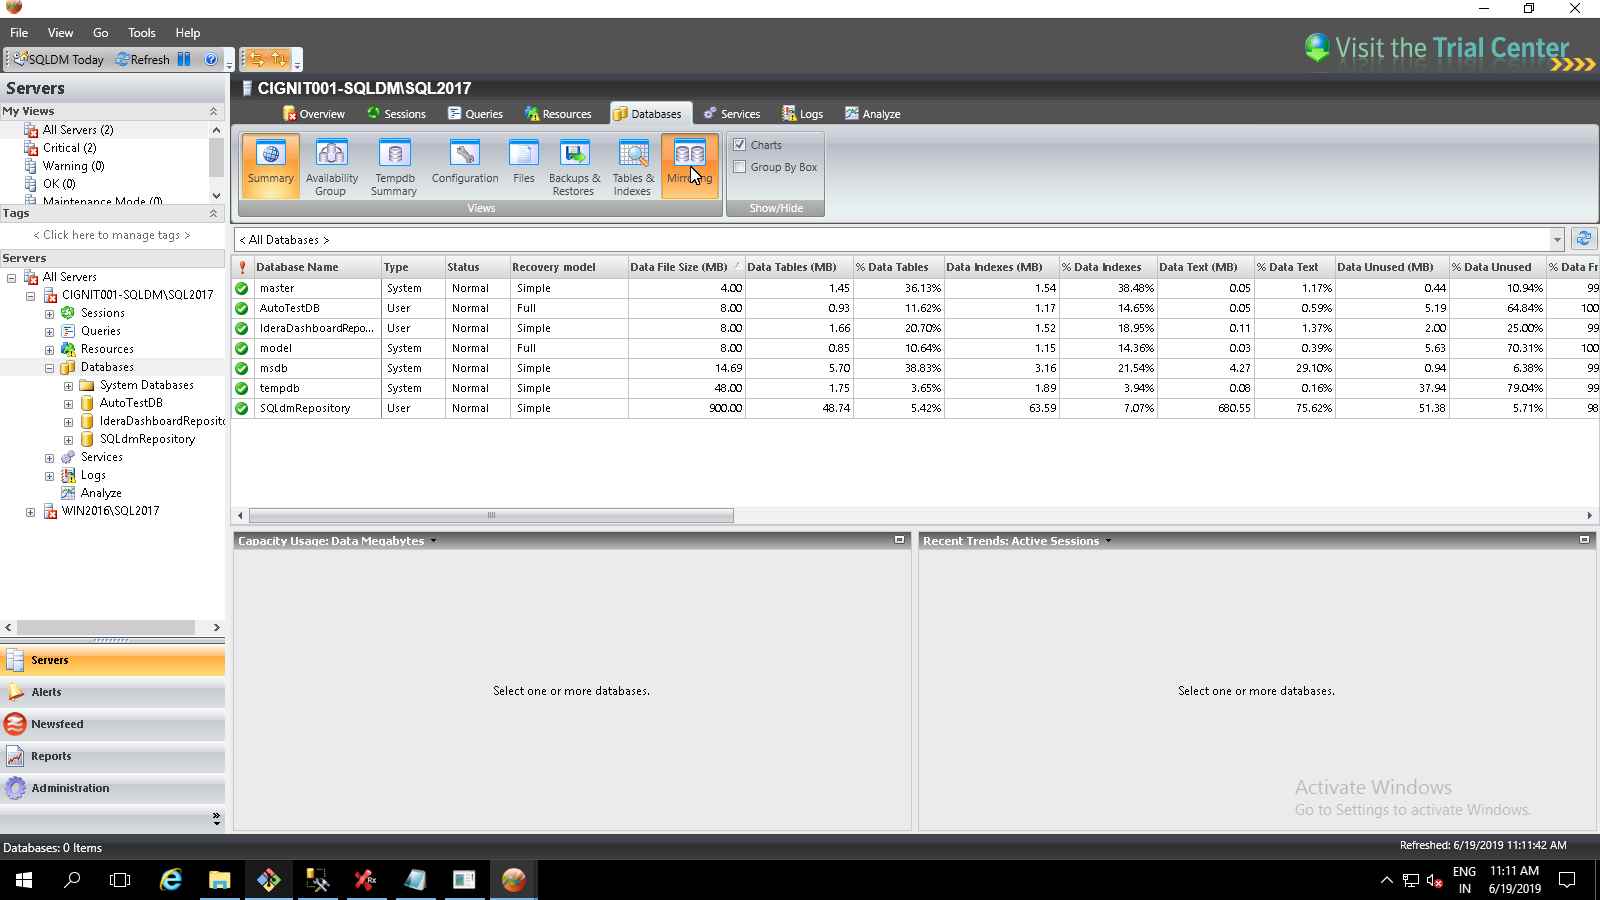 File View Go Tools Help
SQLDM Today Refresh
Visit the Trial Center
Servers
My Views
All Servers (2)
Critical (2)
Warning (0)
OK (0)
Maintenance Mode (0)
Tags
< Click here to manage tags >
Servers
All Servers
CIGNIT001-SQLDM\SQL2017
Sessions
Queries
Resources
Databases
System Databases
AutoTestDB
IderaDashboardReposito
SQLdmRepository
Services
Logs
Analyze
WIN2016\SQL2017
Servers
Alerts
Newsfeed
Reports
Administration
CIGNIT001-SQLDM\SQL2017
Overview Sessions Queries Resources Databases Services Logs Analyze
Summary
Availability Group
Tempdb Summary
Configuration
Files
Backups & Restores
Tables & Indexes
Mirroring
Views
Charts
Group By Box
Show/Hide
< All Databases >
Database Name Type Status Recovery model Data File Size (MB) Data Tables (MB) % Data Tables Data Indexes (MB) % Data Indexes Data Text (MB) % Data Text Data Unused (MB) % Data Unused % Data Fr
master System Normal Simple 4.00 1.45 36.13% 1.54 38.48% 0.05 1.17% 0.44 10.94% 99
AutoTestDB User Normal Full 8.00 0.93 11.62% 1.17 14.65% 0.05 0.59% 5.19 64.84% 100
IderaDashboardRepo... User Normal Simple 8.00 1.66 20.70% 1.52 18.95% 0.11 1.37% 2.00 25.00% 99
model System Normal Full 8.00 0.85 10.64% 1.15 14.36% 0.03 0.39% 5.63 70.31% 100
msdb System Normal Simple 14.69 5.70 38.83% 3.16 21.54% 4.27 29.10% 0.94 6.38% 99
tempdb System Normal Simple 48.00 1.75 3.65% 1.89 3.94% 0.08 0.16% 37.94 79.04% 99
SQLdmRepository User Normal Simple 900.00 48.74 5.42% 63.59 7.07% 680.55 75.62% 51.38 5.71% 98
Capacity Usage: Data Megabytes
Select one or more databases.
Recent Trends: Active Sessions
Select one or more databases.
Activate Windows
Go to Settings to activate Windows.
Databases: 0 Items
Refreshed: 6/19/2019 11:11:42 AM
ENG
IN
11:11 AM
6/19/2019